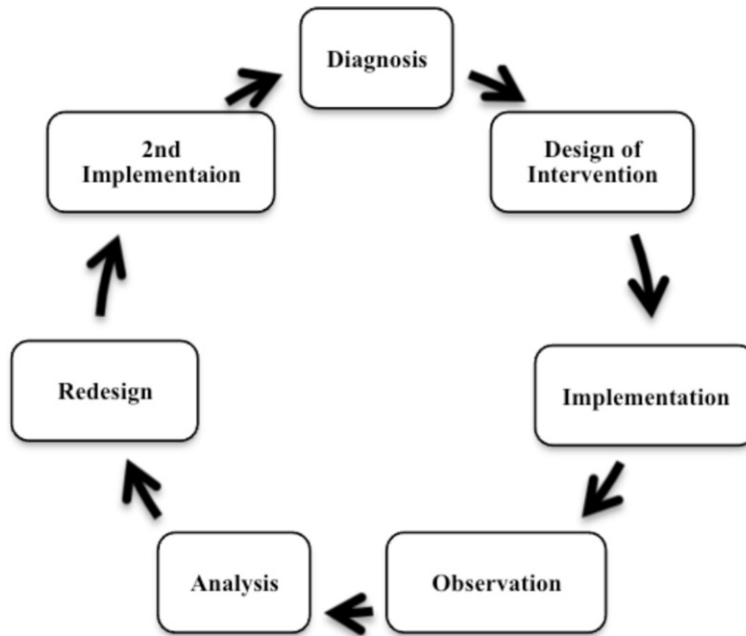 Diagnosis
Design of
Intervention
Implementation
Observation
Analysis
Redesign
2nd
Implementaion